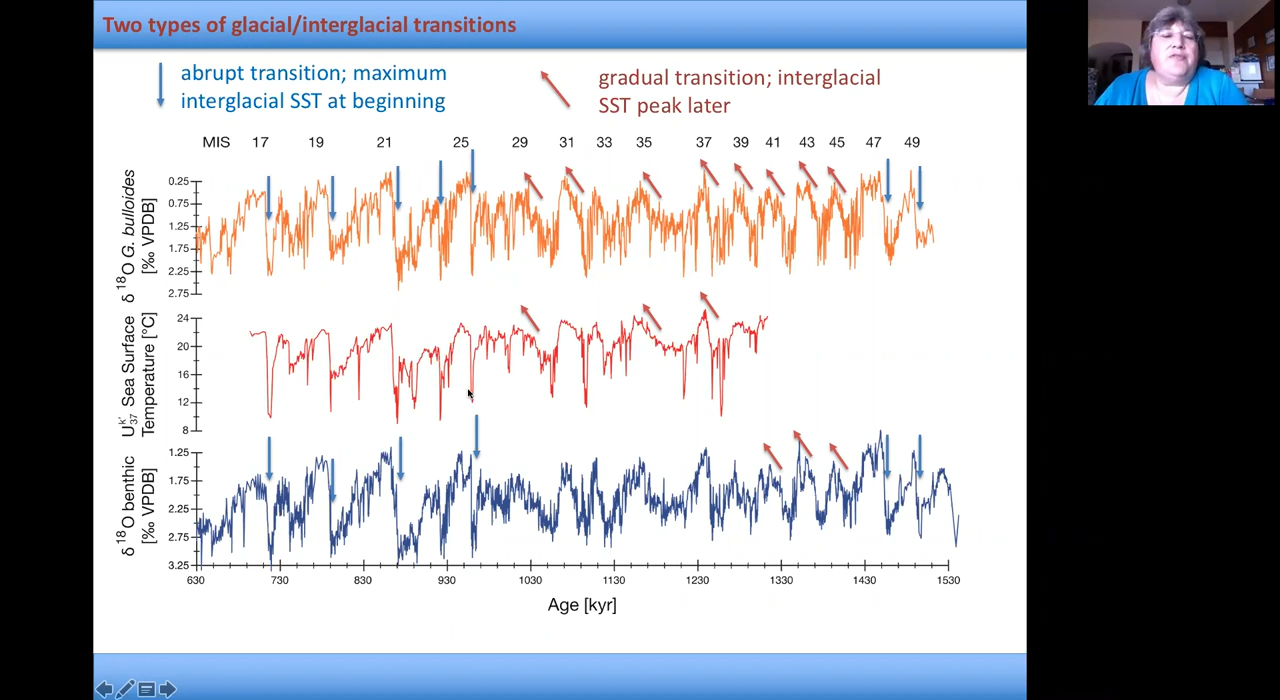 Two types of glacial/interglacial transitions
abrupt transition; maximum
interglacial SST at beginning
gradual transition; interglacial
SST peak later
MIS 17 19 21 25 29 31 33 35 37 39 41 43 45 47 49
δ 18O G. bulloides
[‰ VPDB]
0.25
0.75
1.25
1.75
2.25
2.75
Uk'37 Sea Surface
Temperature [°C]
24
20
16
12
8
δ 18O benthic
[‰ VPDB]
1.25
1.75
2.25
2.75
3.25
630 730 830 930 1030 1130 1230 1330 1430 1530
Age [kyr]